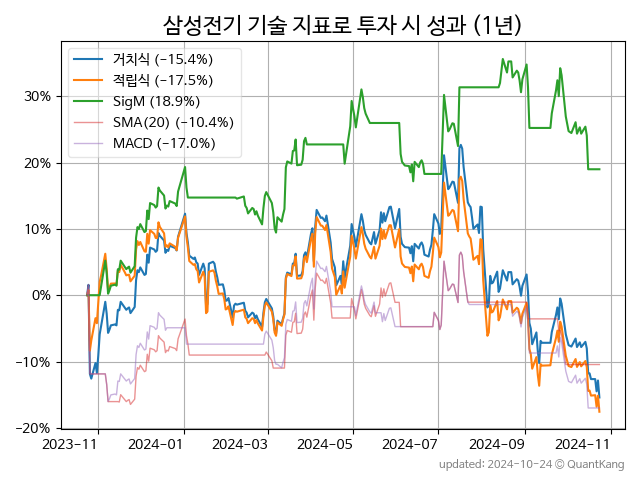 삼성전기 기술 지표로 투자 시 성과 (1년)
거치식 (−15.4%)
적립식 (−17.5%)
SigM (18.9%)
SMA(20) (−10.4%)
MACD (−17.0%)
30%
20%
10%
0%
−10%
−20%
2023-11 2024-01 2024-03 2024-05 2024-07 2024-09 2024-11
updated: 2024-10-24 © QuantKang